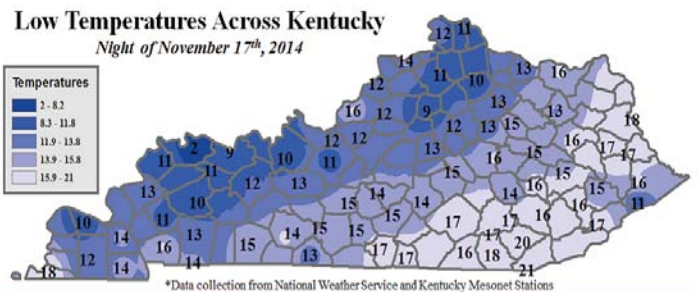 Low Temperatures Across Kentucky
Night of November 17th, 2014
Temperatures
2 - 8.2
8.3 - 11.8
11.9 - 13.8
13.9 - 15.8
15.9 - 21
12 11
14
11 10 13 16
12
16 12 9 13 13
18
12 13 15
12 12 16 17 17
2 9 10 11 13 15
11 11 16
12 13 15 15 16
13 10 14 14 16 15 11
10 11 15 14 17 17 16 16 17
14 13 15 15
12 16 15 14 15 17 20
18 14 14 13 17 17 16 18
21
*Data collection from National Weather Service and Kentucky Mesonet Stations